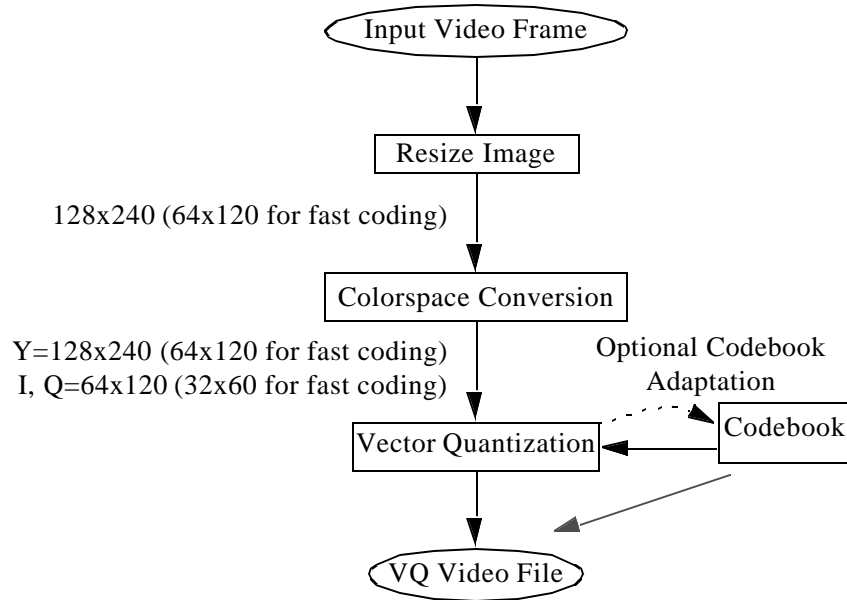 Input Video Frame
Resize Image
128x240 (64x120 for fast coding)
Colorspace Conversion
Y=128x240 (64x120 for fast coding)
I, Q=64x120 (32x60 for fast coding)
Optional Codebook
Adaptation
Vector Quantization
Codebook
VQ Video File